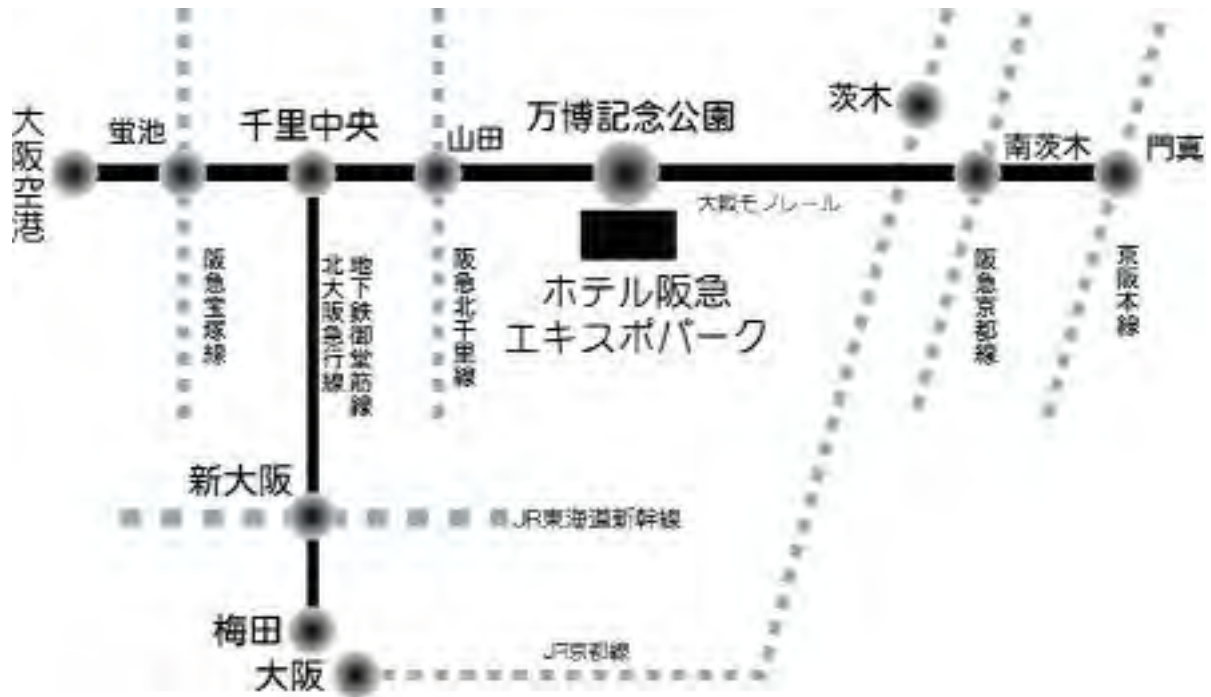 大阪空港
蛍池
千里中央
山田
万博記念公園
茨木
南茨木
門真
大阪モノレール
ホテル阪急
エキスポパーク
阪急宝塚線
地下鉄御堂筋線
北大阪急行線
阪急北千里線
阪急京都線
京阪本線
新大阪
JR東海道新幹線
梅田
大阪
JR京都線